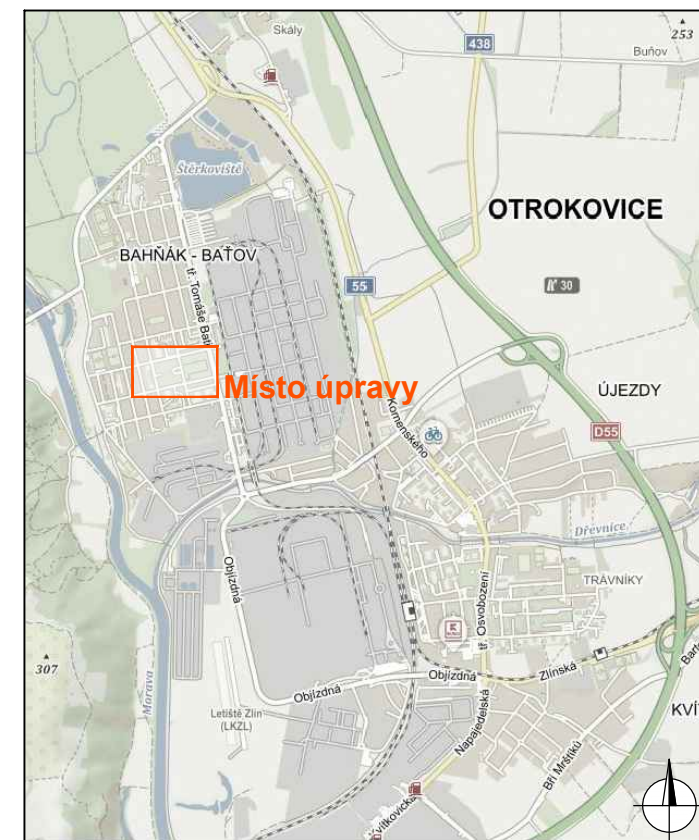 Skály
438
253
Buňov
Štěrkoviště
OTROKOVICE
BAHŇÁK - BAŤOV
tř. Tomáše Bati
55
30
Místo úpravy
ÚJEZDY
Komenského
D55
Dřevnice
TRÁVNÍKY
Objízdná
tř. Osvobození
K
307
Morava
Zlínská
Objízdná
Objízdná
Letiště Zlín
(LKZL)
Napajedelská
Bří Mrštíků
KVÍ